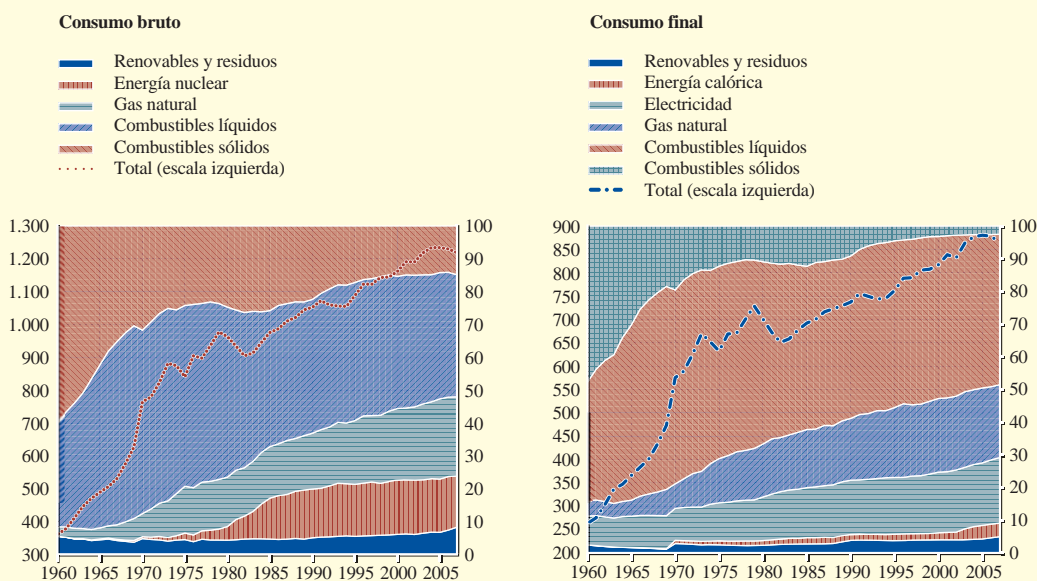 Consumo bruto
Renovables y residuos
Energía nuclear
Gas natural
Combustibles líquidos
Combustibles sólidos
Total (escala izquierda)
1.300
1.200
1.100
1.000
900
800
700
600
500
400
300
100
90
80
70
60
50
40
30
20
10
0
1960 1965 1970 1975 1980 1985 1990 1995 2000 2005
Consumo final
Renovables y residuos
Energía calórica
Electricidad
Gas natural
Combustibles líquidos
Combustibles sólidos
Total (escala izquierda)
900
850
800
750
700
650
600
550
500
450
400
350
300
250
200
100
90
80
70
60
50
40
30
20
10
0
1960 1965 1970 1975 1980 1985 1990 1995 2000 2005